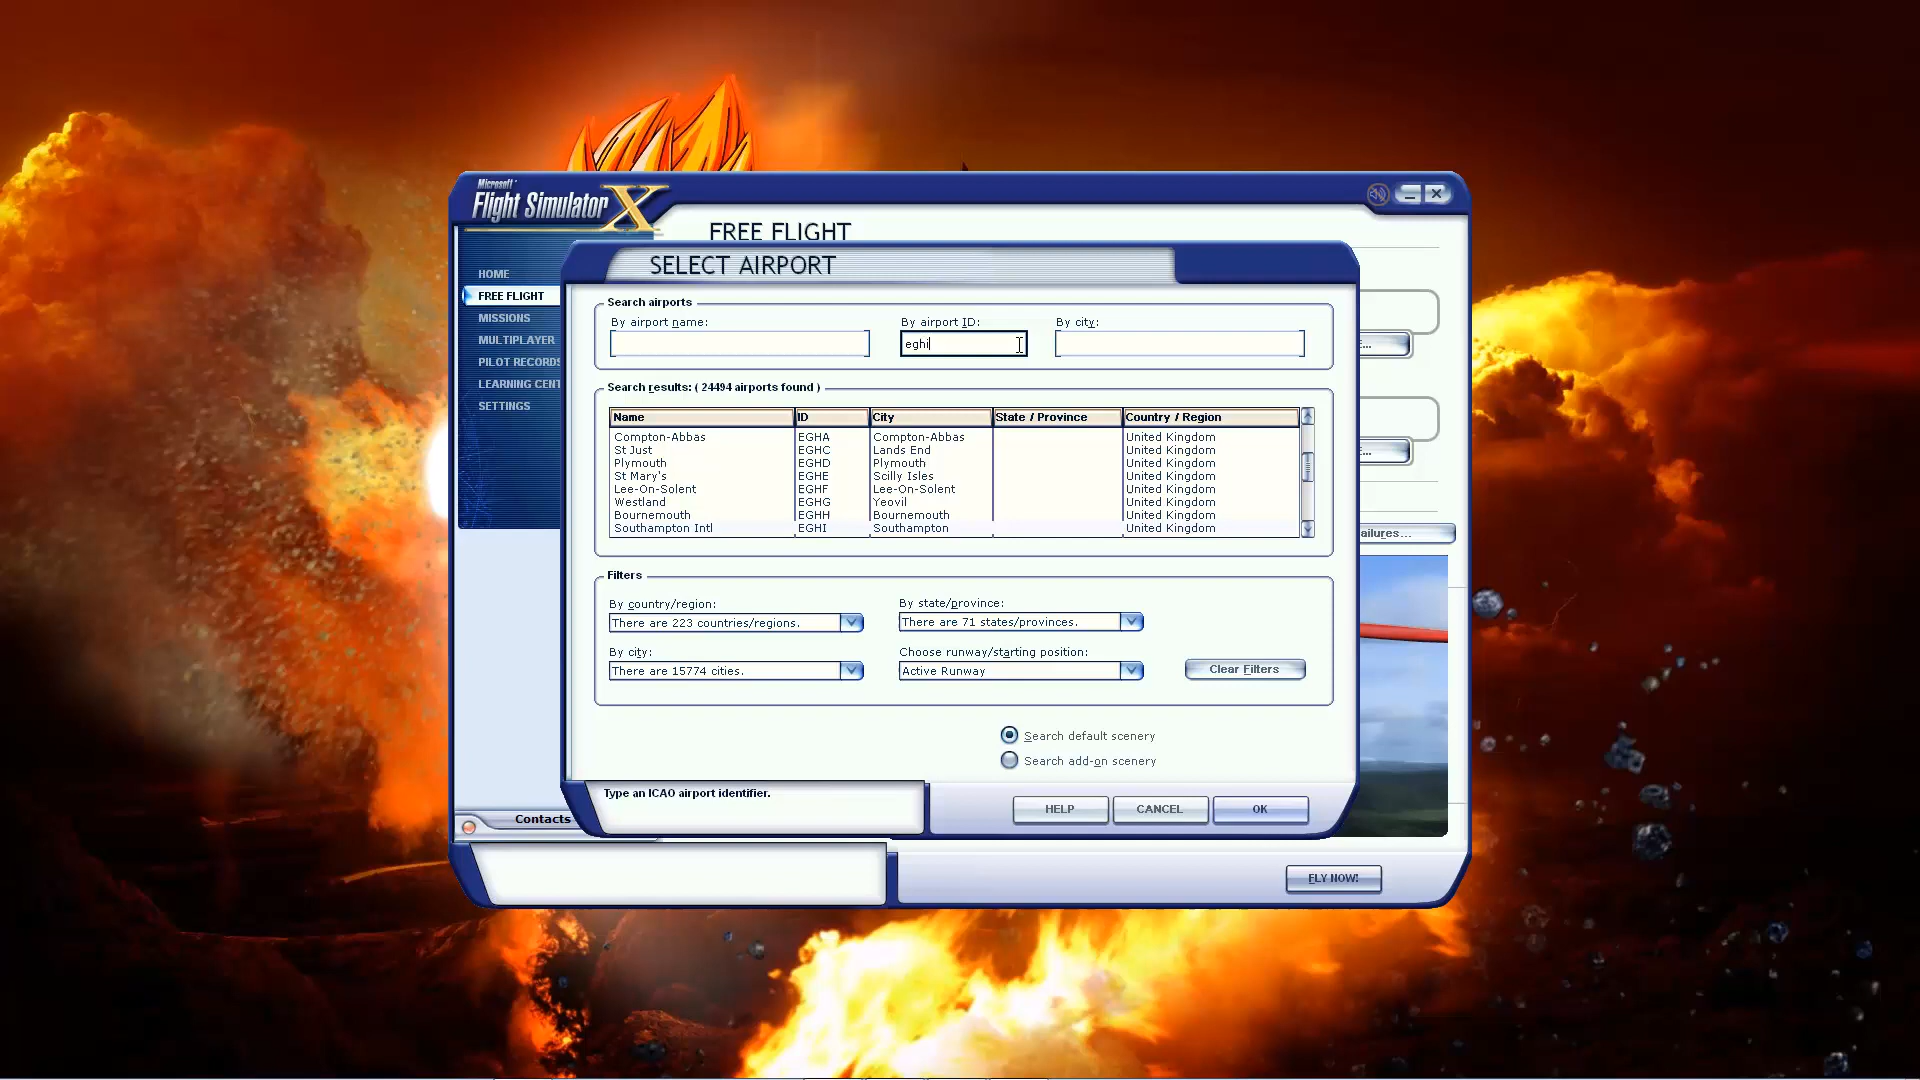 Microsoft
Flight Simulator X
FREE FLIGHT
SELECT AIRPORT
HOME
FREE FLIGHT
MISSIONS
MULTIPLAYER
PILOT RECORDS
LEARNING CENT
SETTINGS
Search airports
By airport name:
By airport ID:
By city:
eghi
Search results: ( 24494 airports found )
Name ID City State / Province Country / Region
Compton-Abbas EGHA Compton-Abbas United Kingdom
St Just EGHC Lands End United Kingdom
Plymouth EGHD Plymouth United Kingdom
St Mary's EGHE Scilly Isles United Kingdom
Lee-On-Solent EGHF Lee-On-Solent United Kingdom
Westland EGHG Yeovil United Kingdom
Bournemouth EGHH Bournemouth United Kingdom
Southampton Intl EGHI Southampton United Kingdom
ailures...
Filters
By country/region:
There are 223 countries/regions.
By state/province:
There are 71 states/provinces.
By city:
There are 15774 cities.
Choose runway/starting position:
Active Runway
Clear Filters
Search default scenery
Search add-on scenery
Type an ICAO airport identifier.
HELP
CANCEL
OK
Contacts
FLY NOW!